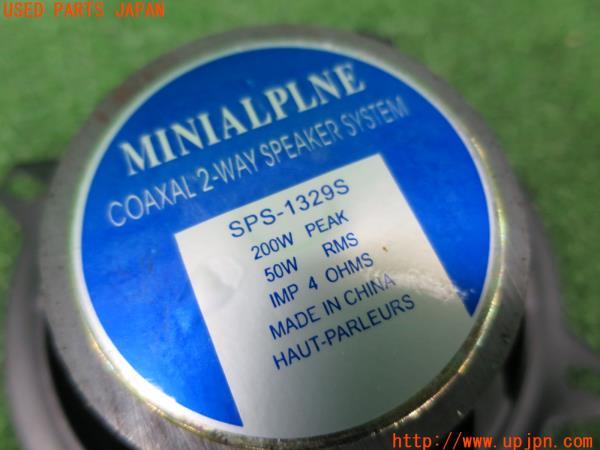 USED PARTS JAPAN
MINIALPLNE
COAXAL 2-WAY SPEAKER SYSTEM
SPS-1329S
200W PEAK
50W RMS
IMP 4 OHMS
MADE IN CHINA
HAUT-PARLEURS
http://www.upjpn.com/